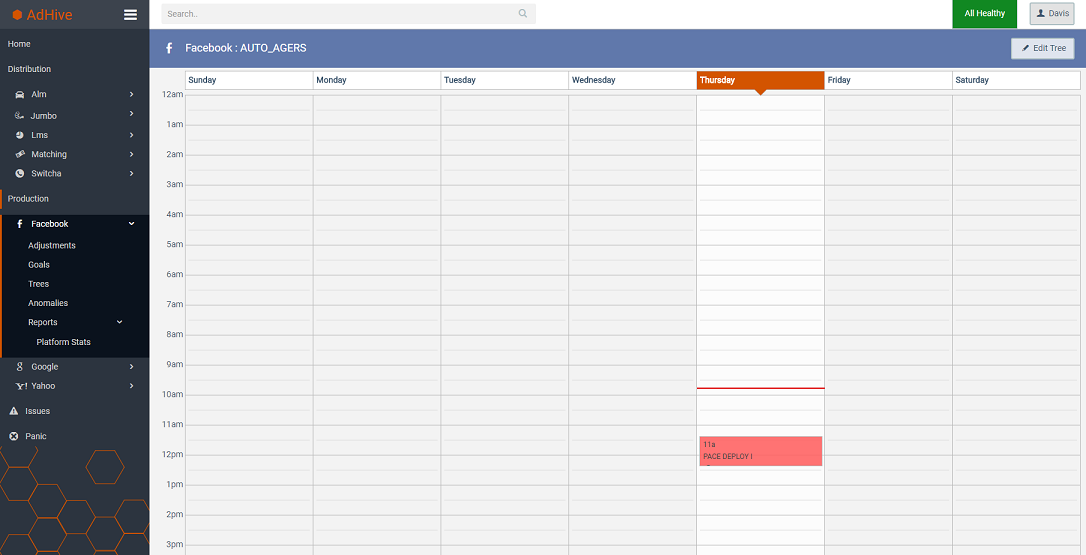 AdHive
Search..
All Healthy
Davis
Home
Distribution
Alm
Jumbo
Lms
Matching
Switcha
Production
Facebook
Adjustments
Goals
Trees
Anomalies
Reports
Platform Stats
Google
Yahoo
Issues
Panic
Facebook : AUTO_AGERS
Edit Tree
Sunday Monday Tuesday Wednesday Thursday Friday Saturday
12am
1am
2am
3am
4am
5am
6am
7am
8am
9am
10am
11am
11a
PACE DEPLOY I
12pm
1pm
2pm
3pm